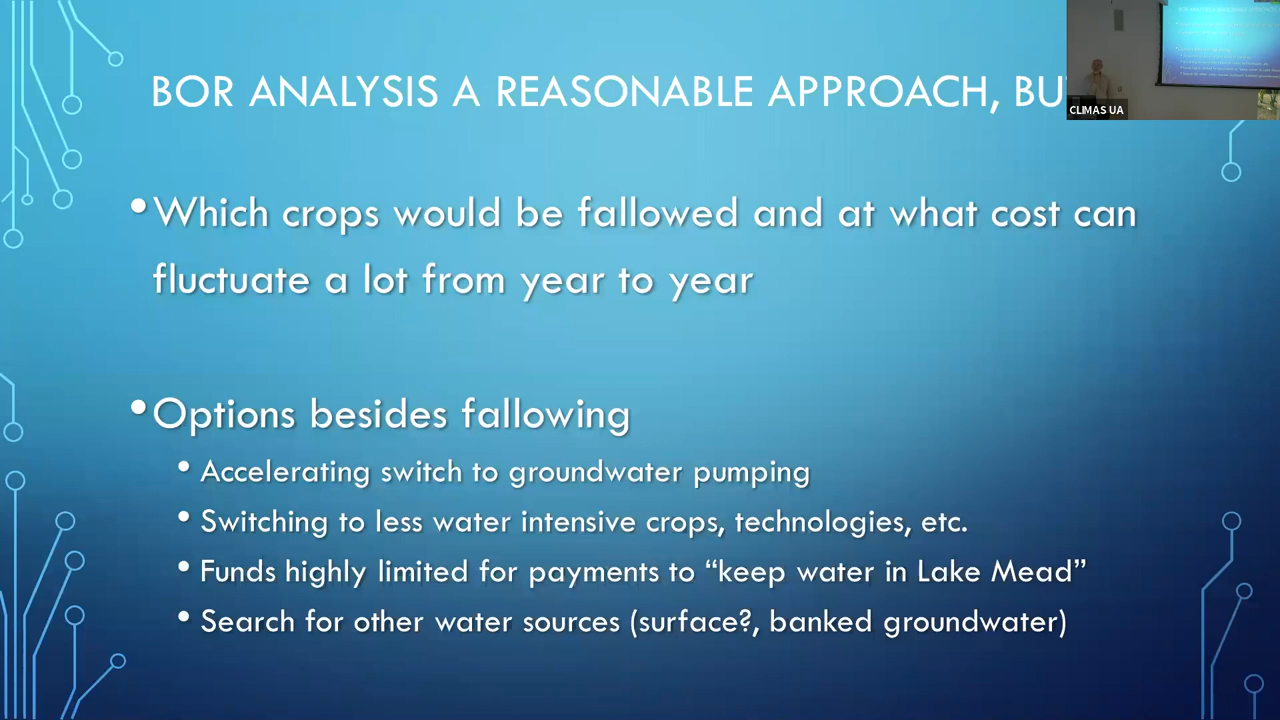 BOR ANALYSIS A REASONABLE APPROACH, BU
CLIMAS UA
•Which crops would be fallowed and at what cost can
fluctuate a lot from year to year
•Options besides fallowing
• Accelerating switch to groundwater pumping
• Switching to less water intensive crops, technologies, etc.
• Funds highly limited for payments to “keep water in Lake Mead”
• Search for other water sources (surface?, banked groundwater)